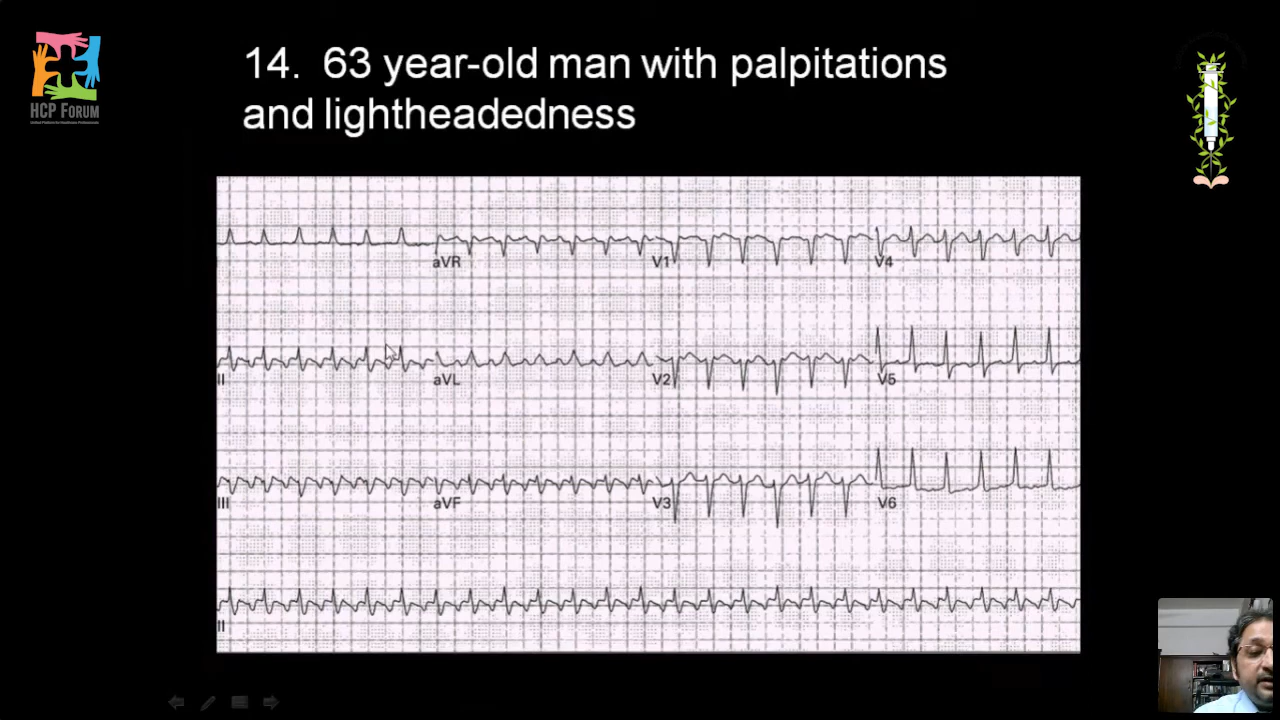 14. 63 year-old man with palpitations
and lightheadedness
HCP FORUM
aVR
V1
V4
II
aVL
V2
V5
III
aVF
V3
V6
II